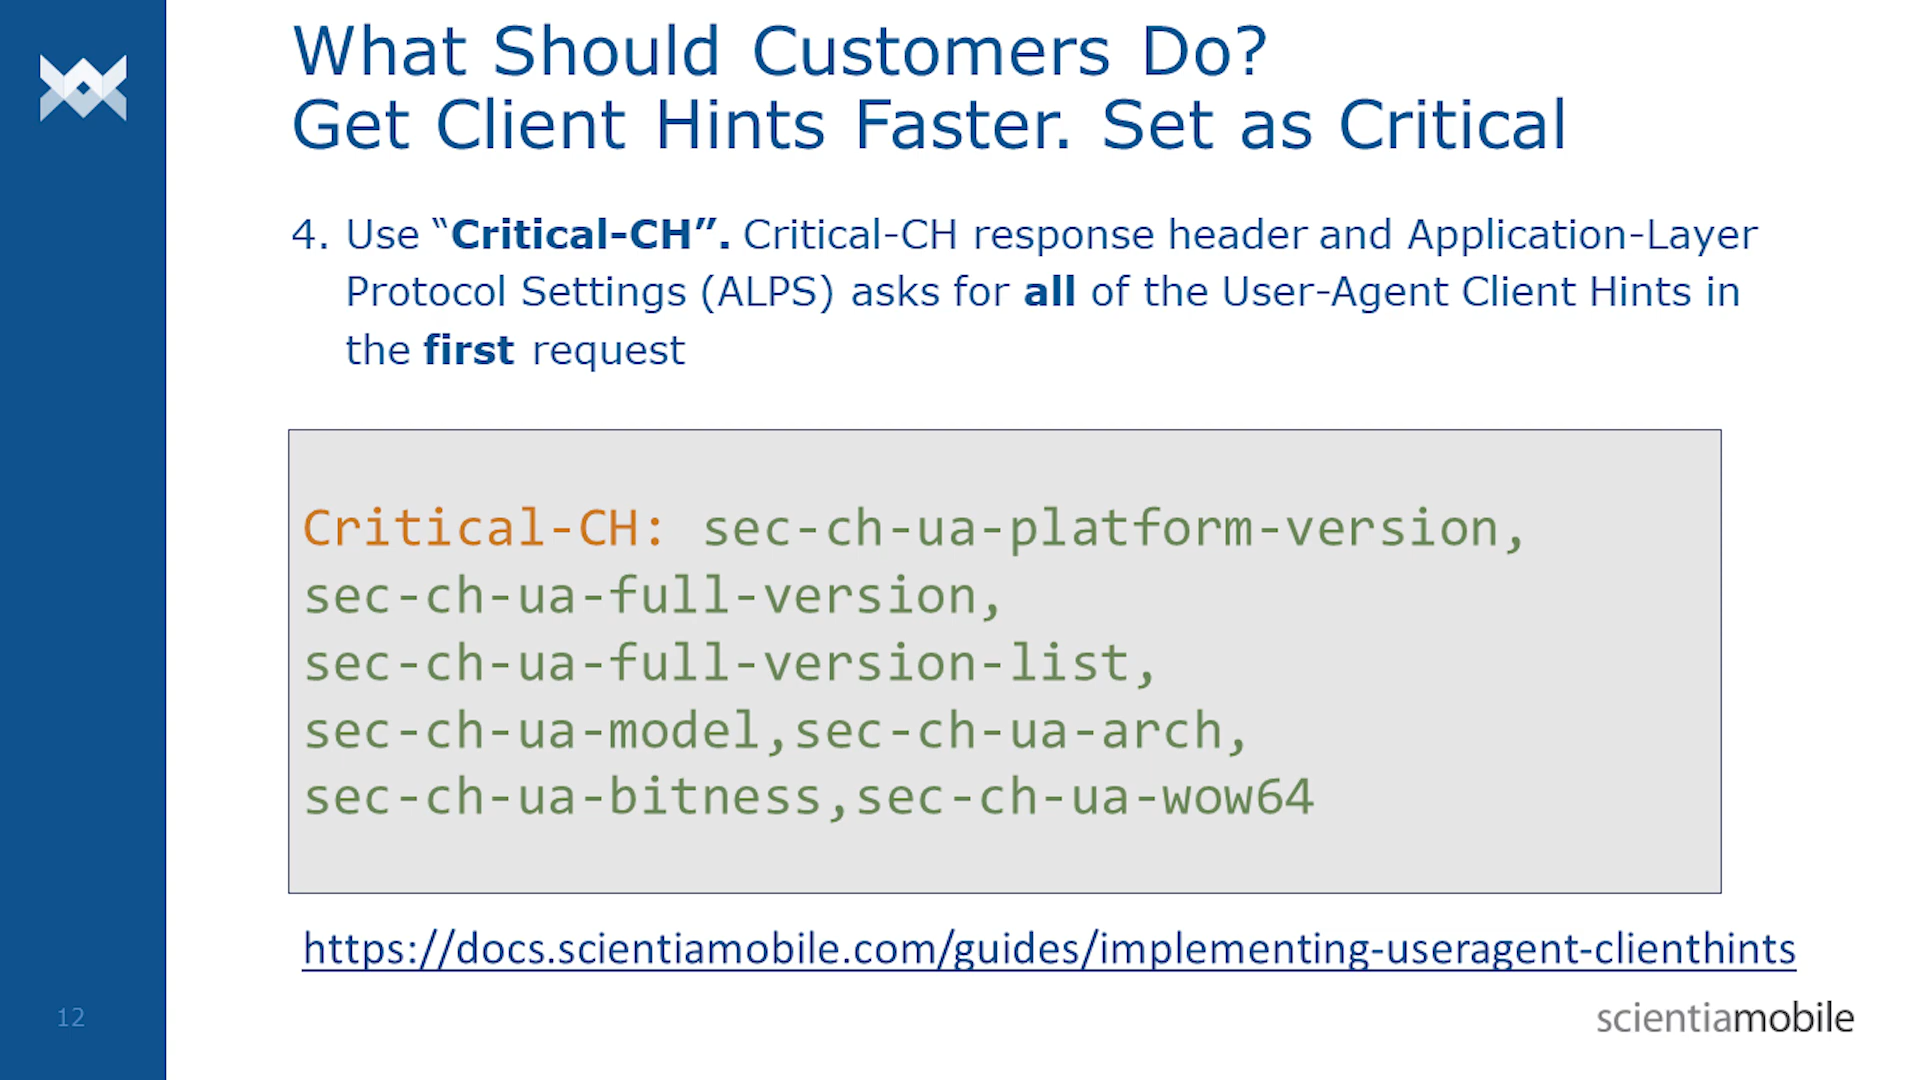 What Should Customers Do?
Get Client Hints Faster. Set as Critical
4. Use “Critical-CH”. Critical-CH response header and Application-Layer
Protocol Settings (ALPS) asks for all of the User-Agent Client Hints in
the first request
Critical-CH: sec-ch-ua-platform-version,
sec-ch-ua-full-version,
sec-ch-ua-full-version-list,
sec-ch-ua-model,sec-ch-ua-arch,
sec-ch-ua-bitness,sec-ch-ua-wow64
https://docs.scientiamobile.com/guides/implementing-useragent-clienthints
12
scientiamobile